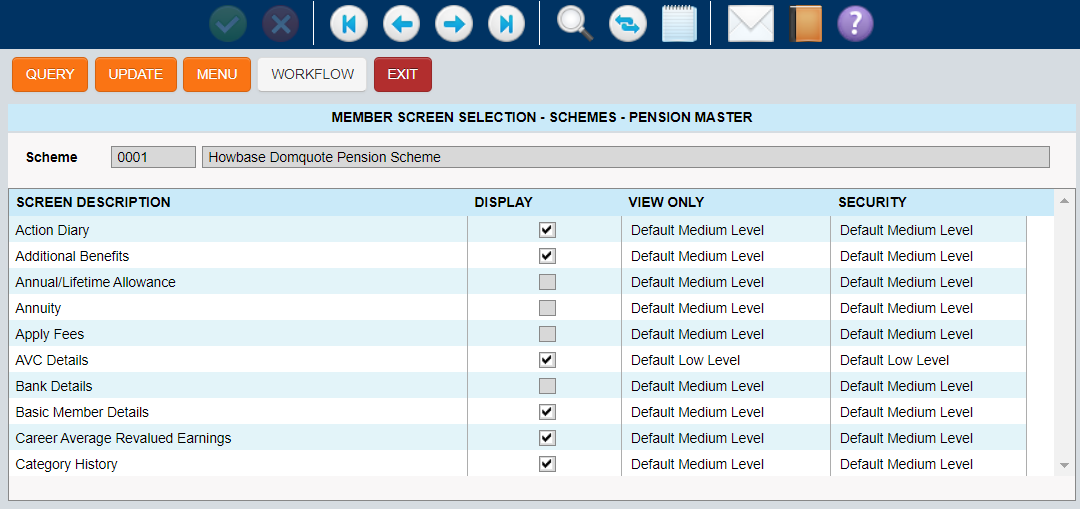 QUERY UPDATE MENU WORKFLOW EXIT
MEMBER SCREEN SELECTION - SCHEMES - PENSION MASTER
Scheme 0001 Howbase Domquote Pension Scheme
SCREEN DESCRIPTION DISPLAY VIEW ONLY SECURITY
Action Diary Default Medium Level Default Medium Level
Additional Benefits Default Medium Level Default Medium Level
Annual/Lifetime Allowance Default Medium Level Default Medium Level
Annuity Default Medium Level Default Medium Level
Apply Fees Default Medium Level Default Medium Level
AVC Details Default Low Level Default Low Level
Bank Details Default Medium Level Default Medium Level
Basic Member Details Default Medium Level Default Medium Level
Career Average Revalued Earnings Default Medium Level Default Medium Level
Category History Default Medium Level Default Medium Level